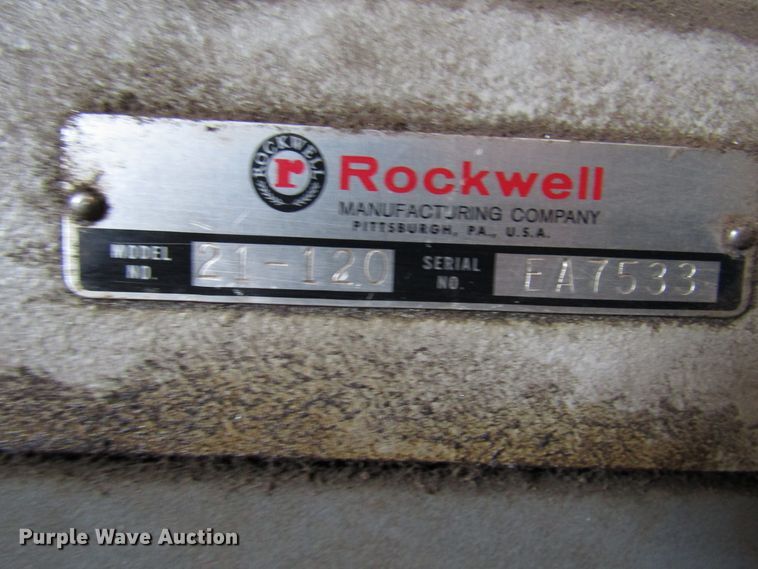 ROCKWELL
r
Rockwell
MANUFACTURING COMPANY
PITTSBURGH, PA., U.S.A.
MODEL NO. 21-120 SERIAL NO. EA7533
Purple Wave Auction®